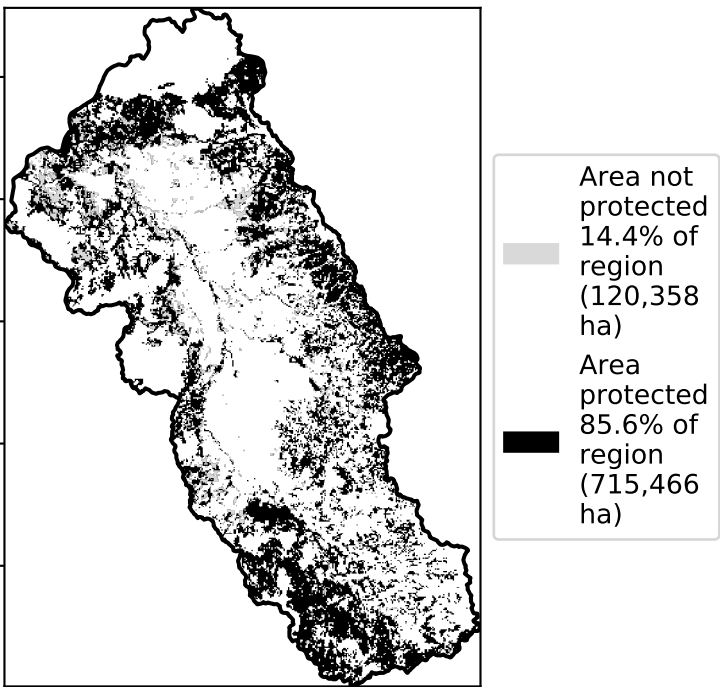 Area not
protected
14.4% of
region
(120,358
ha)
Area
protected
85.6% of
region
(715,466
ha)